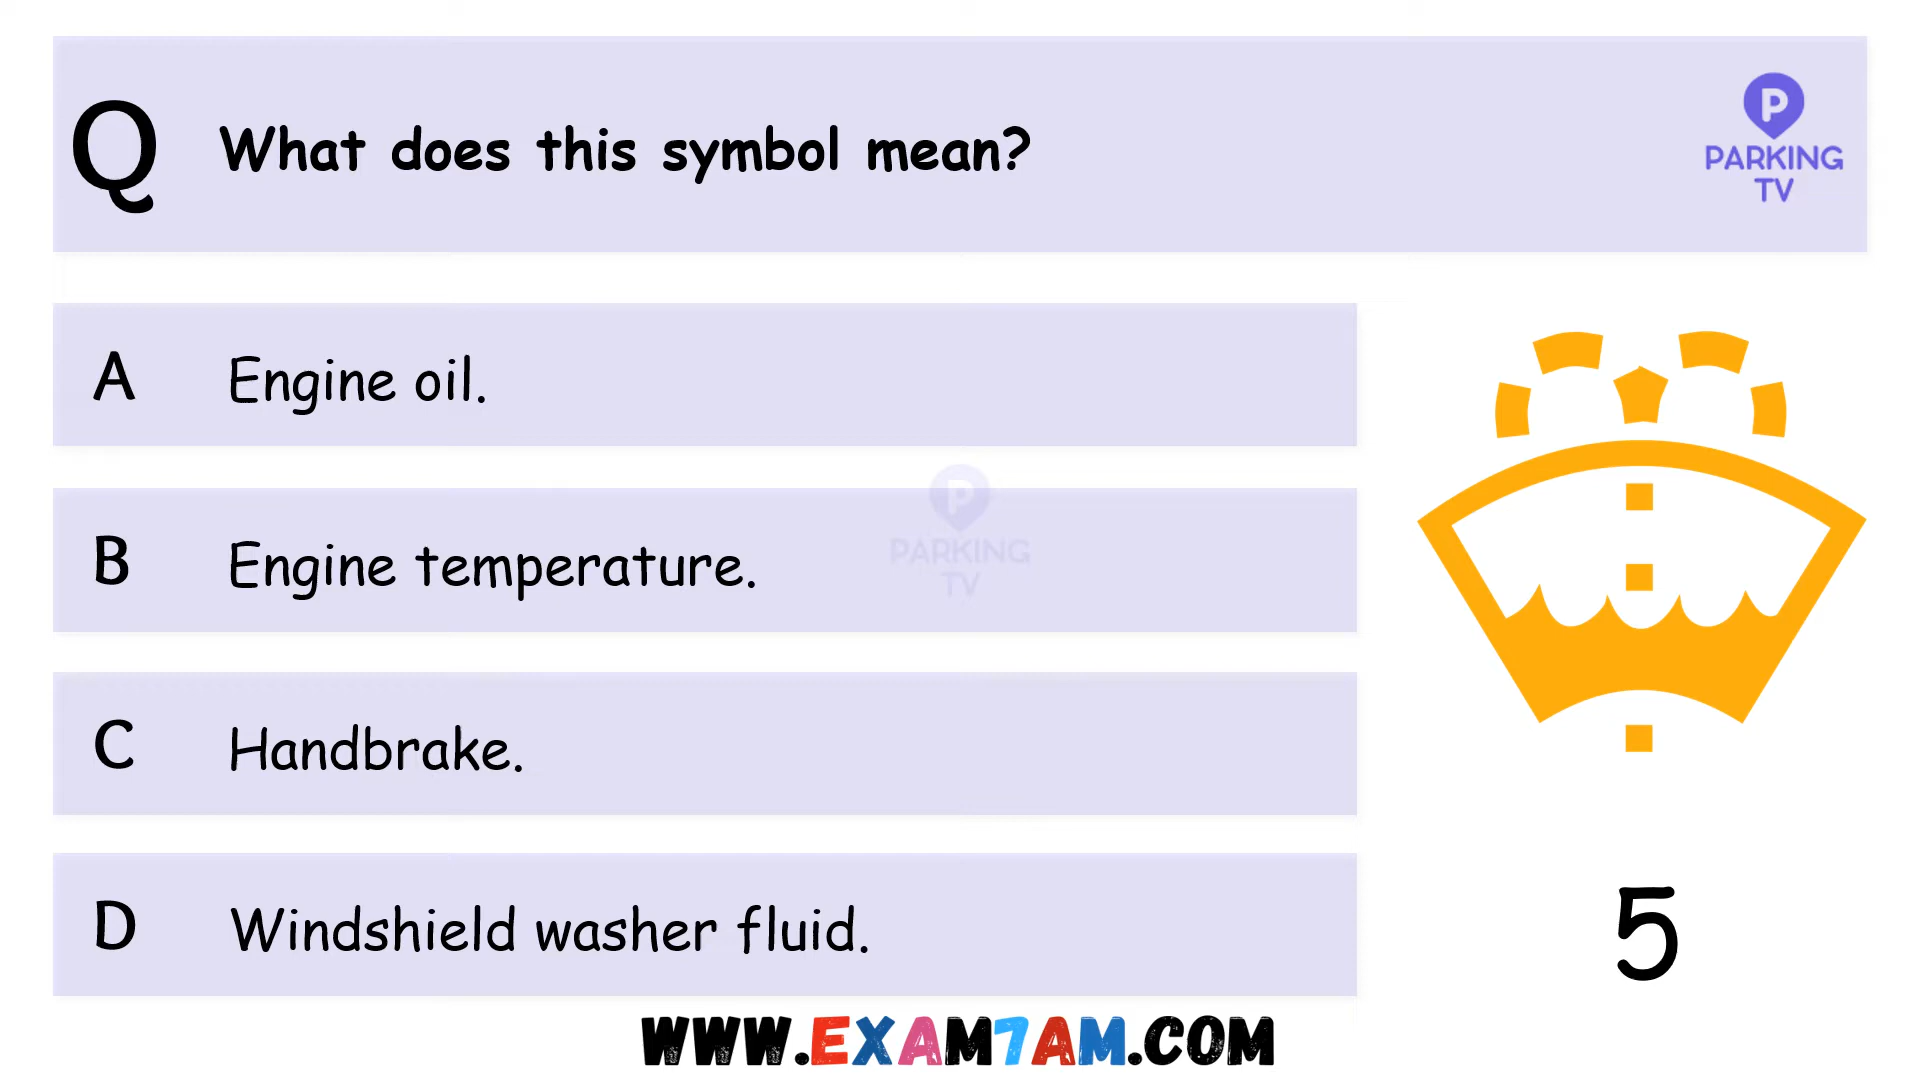 Q What does this symbol mean?
P
PARKING
TV
A Engine oil.
B Engine temperature.
P
PARKING
TV
C Handbrake.
D Windshield washer fluid.
5
WWW.EXAM7AM.COM